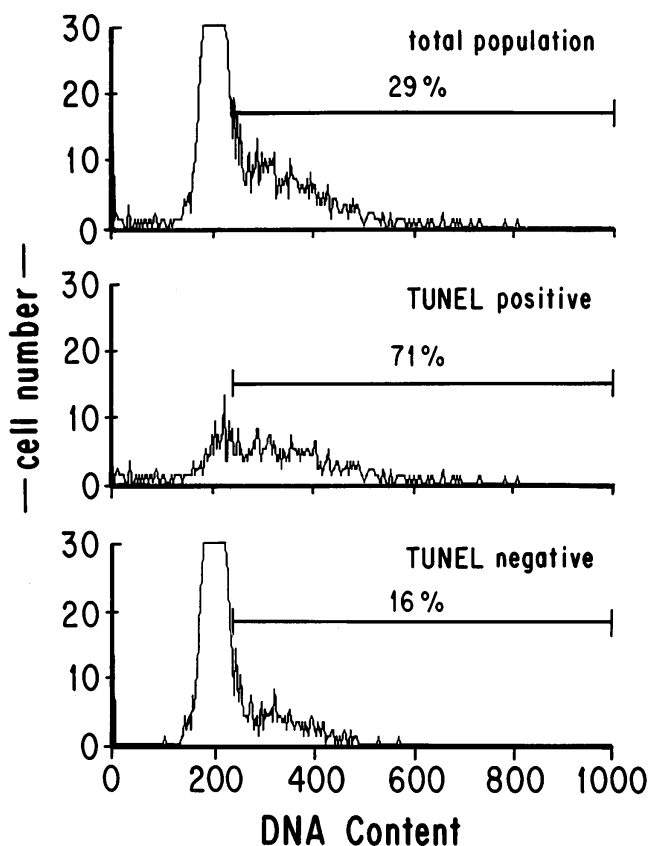 30
total population
29%
20
10
0
30
TUNEL positive
71%
20
10
0
—cell number—
30
TUNEL negative
16%
20
10
0
0 200 400 600 800 1000
DNA Content